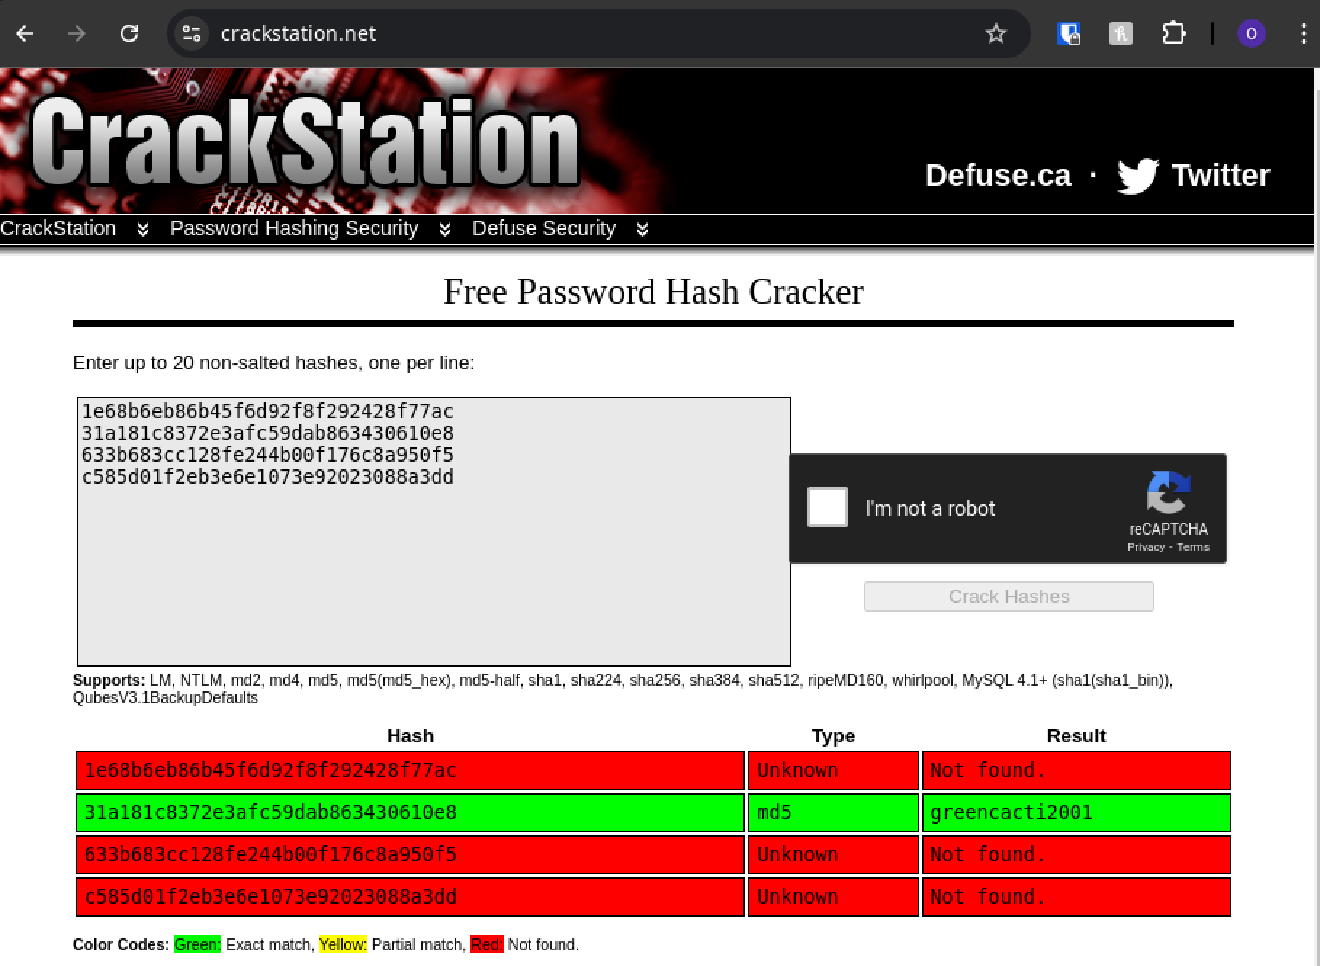 crackstation.net
O
CrackStation
Defuse.ca · Twitter
CrackStation Password Hashing Security Defuse Security
Free Password Hash Cracker
Enter up to 20 non-salted hashes, one per line:
1e68b6eb86b45f6d92f8f292428f77ac
31a181c8372e3afc59dab863430610e8
633b683cc128fe244b00f176c8a950f5
c585d01f2eb3e6e1073e92023088a3dd
I'm not a robot
reCAPTCHA
Privacy - Terms
Crack Hashes
Supports: LM, NTLM, md2, md4, md5, md5(md5_hex), md5-half, sha1, sha224, sha256, sha384, sha512, ripeMD160, whirlpool, MySQL 4.1+ (sha1(sha1_bin)),
QubesV3.1BackupDefaults
Hash Type Result
1e68b6eb86b45f6d92f8f292428f77ac Unknown Not found.
31a181c8372e3afc59dab863430610e8 md5 greencacti2001
633b683cc128fe244b00f176c8a950f5 Unknown Not found.
c585d01f2eb3e6e1073e92023088a3dd Unknown Not found.
Color Codes: Green: Exact match, Yellow: Partial match, Red: Not found.